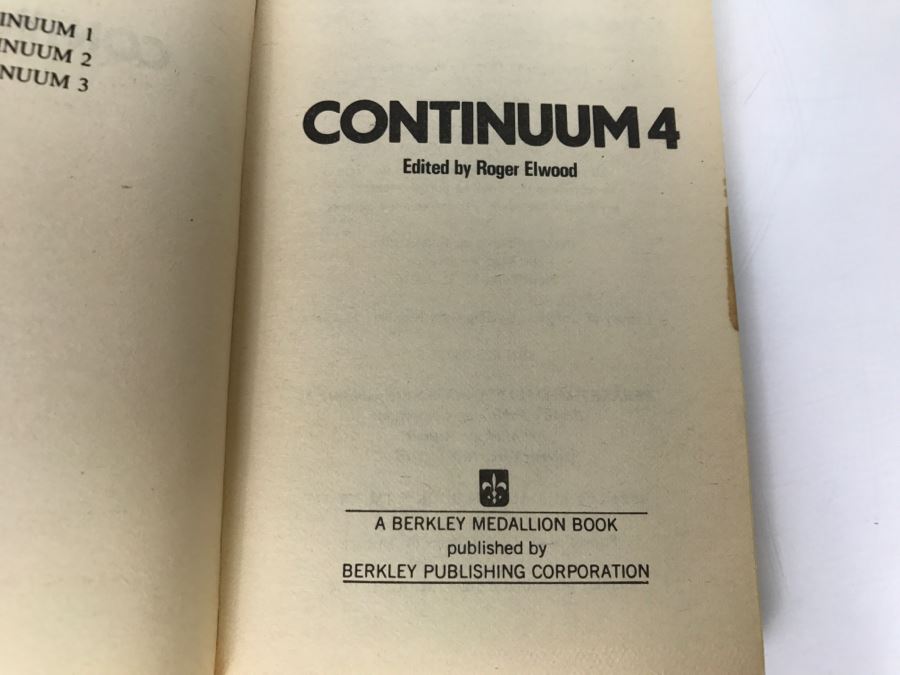 INUUM 1
INUUM 2
NUUM 3
CONTINUUM 4
Edited by Roger Elwood
A BERKLEY MEDALLION BOOK
published by
BERKLEY PUBLISHING CORPORATION